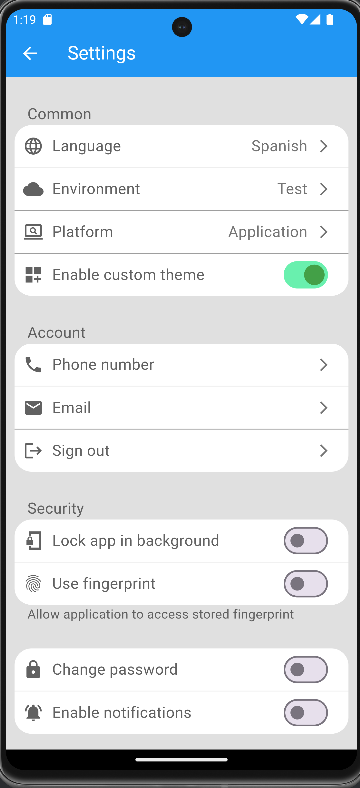 1:19
Settings
Common
Language Spanish
Environment Test
Platform Application
Enable custom theme
Account
Phone number
Email
Sign out
Security
Lock app in background
Use fingerprint
Allow application to access stored fingerprint
Change password
Enable notifications